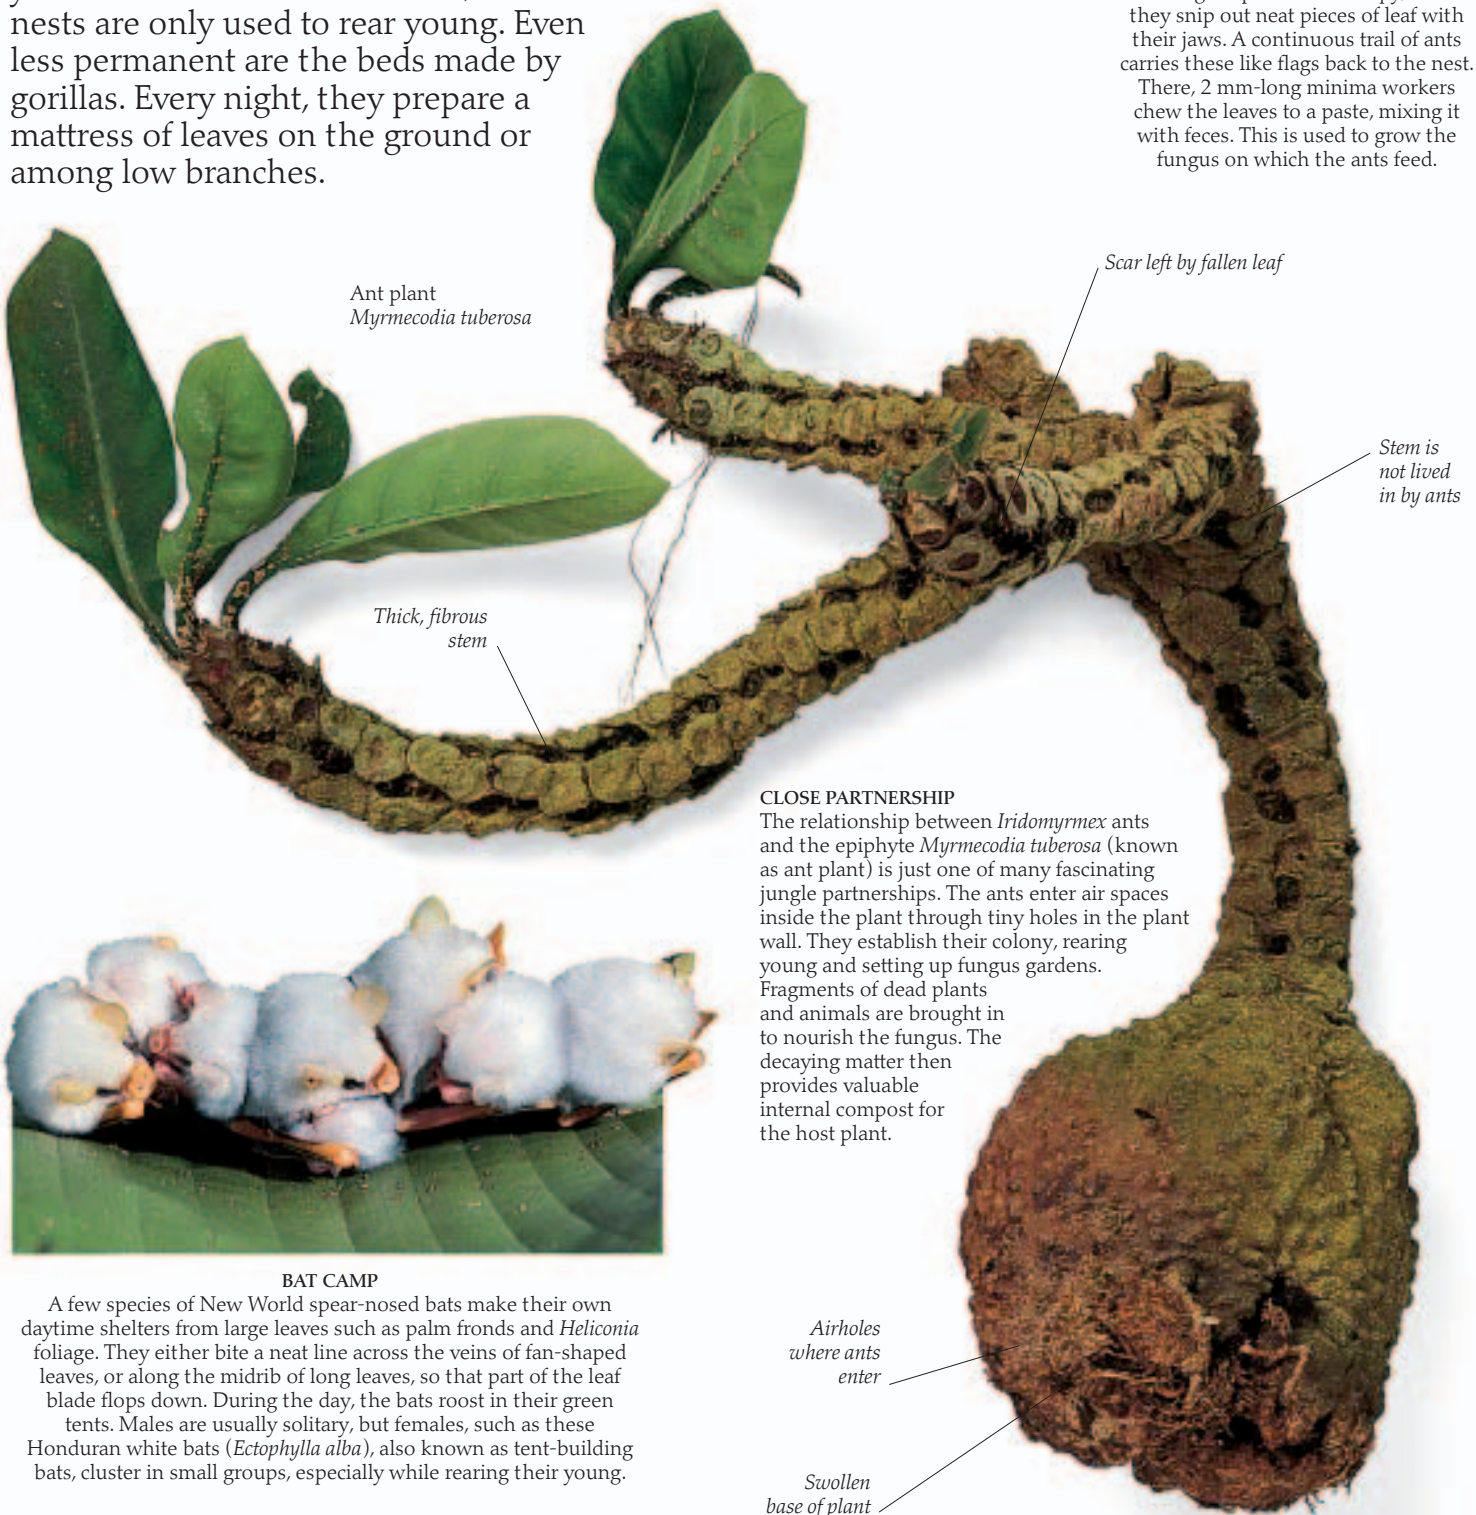 nests are only used to rear young. Even
less permanent are the beds made by
gorillas. Every night, they prepare a
mattress of leaves on the ground or
among low branches.
they snip out neat pieces of leaf with
their jaws. A continuous trail of ants
carries these like flags back to the nest.
There, 2 mm-long minima workers
chew the leaves to a paste, mixing it
with feces. This is used to grow the
fungus on which the ants feed.
Scar left by fallen leaf
Ant plant
Myrmecodia tuberosa
Stem is
not lived
in by ants
Thick, fibrous
stem
CLOSE PARTNERSHIP
The relationship between Iridomyrmex ants
and the epiphyte Myrmecodia tuberosa (known
as ant plant) is just one of many fascinating
jungle partnerships. The ants enter air spaces
inside the plant through tiny holes in the plant
wall. They establish their colony, rearing
young and setting up fungus gardens.
Fragments of dead plants
and animals are brought in
to nourish the fungus. The
decaying matter then
provides valuable
internal compost for
the host plant.
BAT CAMP
A few species of New World spear-nosed bats make their own
daytime shelters from large leaves such as palm fronds and Heliconia
foliage. They either bite a neat line across the veins of fan-shaped
leaves, or along the midrib of long leaves, so that part of the leaf
blade flops down. During the day, the bats roost in their green
tents. Males are usually solitary, but females, such as these
Honduran white bats (Ectophylla alba), also known as tent-building
bats, cluster in small groups, especially while rearing their young.
Airholes
where ants
enter
Swollen
base of plant